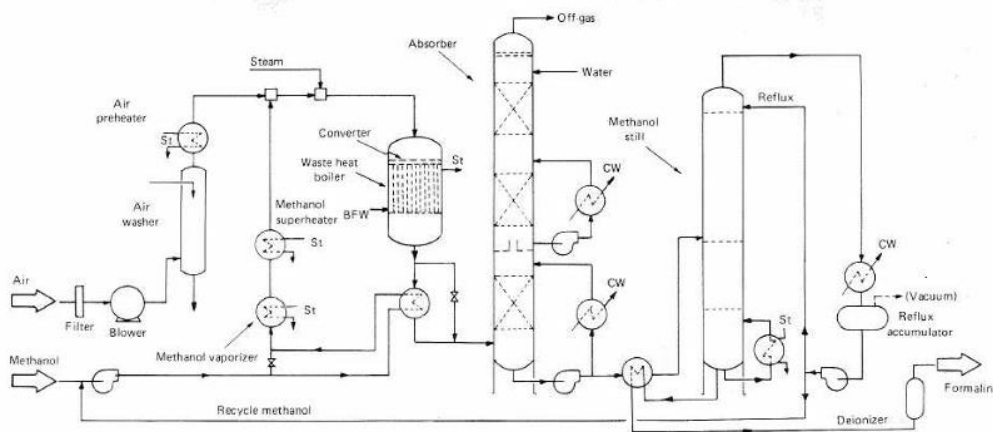 Off-gas
Absorber
Steam
Water
Air
preheater
St
Reflux
Methanol
still
Converter
Waste heat
boiler
St
CW
Air
washer
Methanol
superheater
St
BFW
Air
CW
CW
(Vacuum)
Filter
Blower
St
St
Reflux
accumulator
Methanol vaporizer
Methanol
Formalin
Recycle methanol
Deionizer